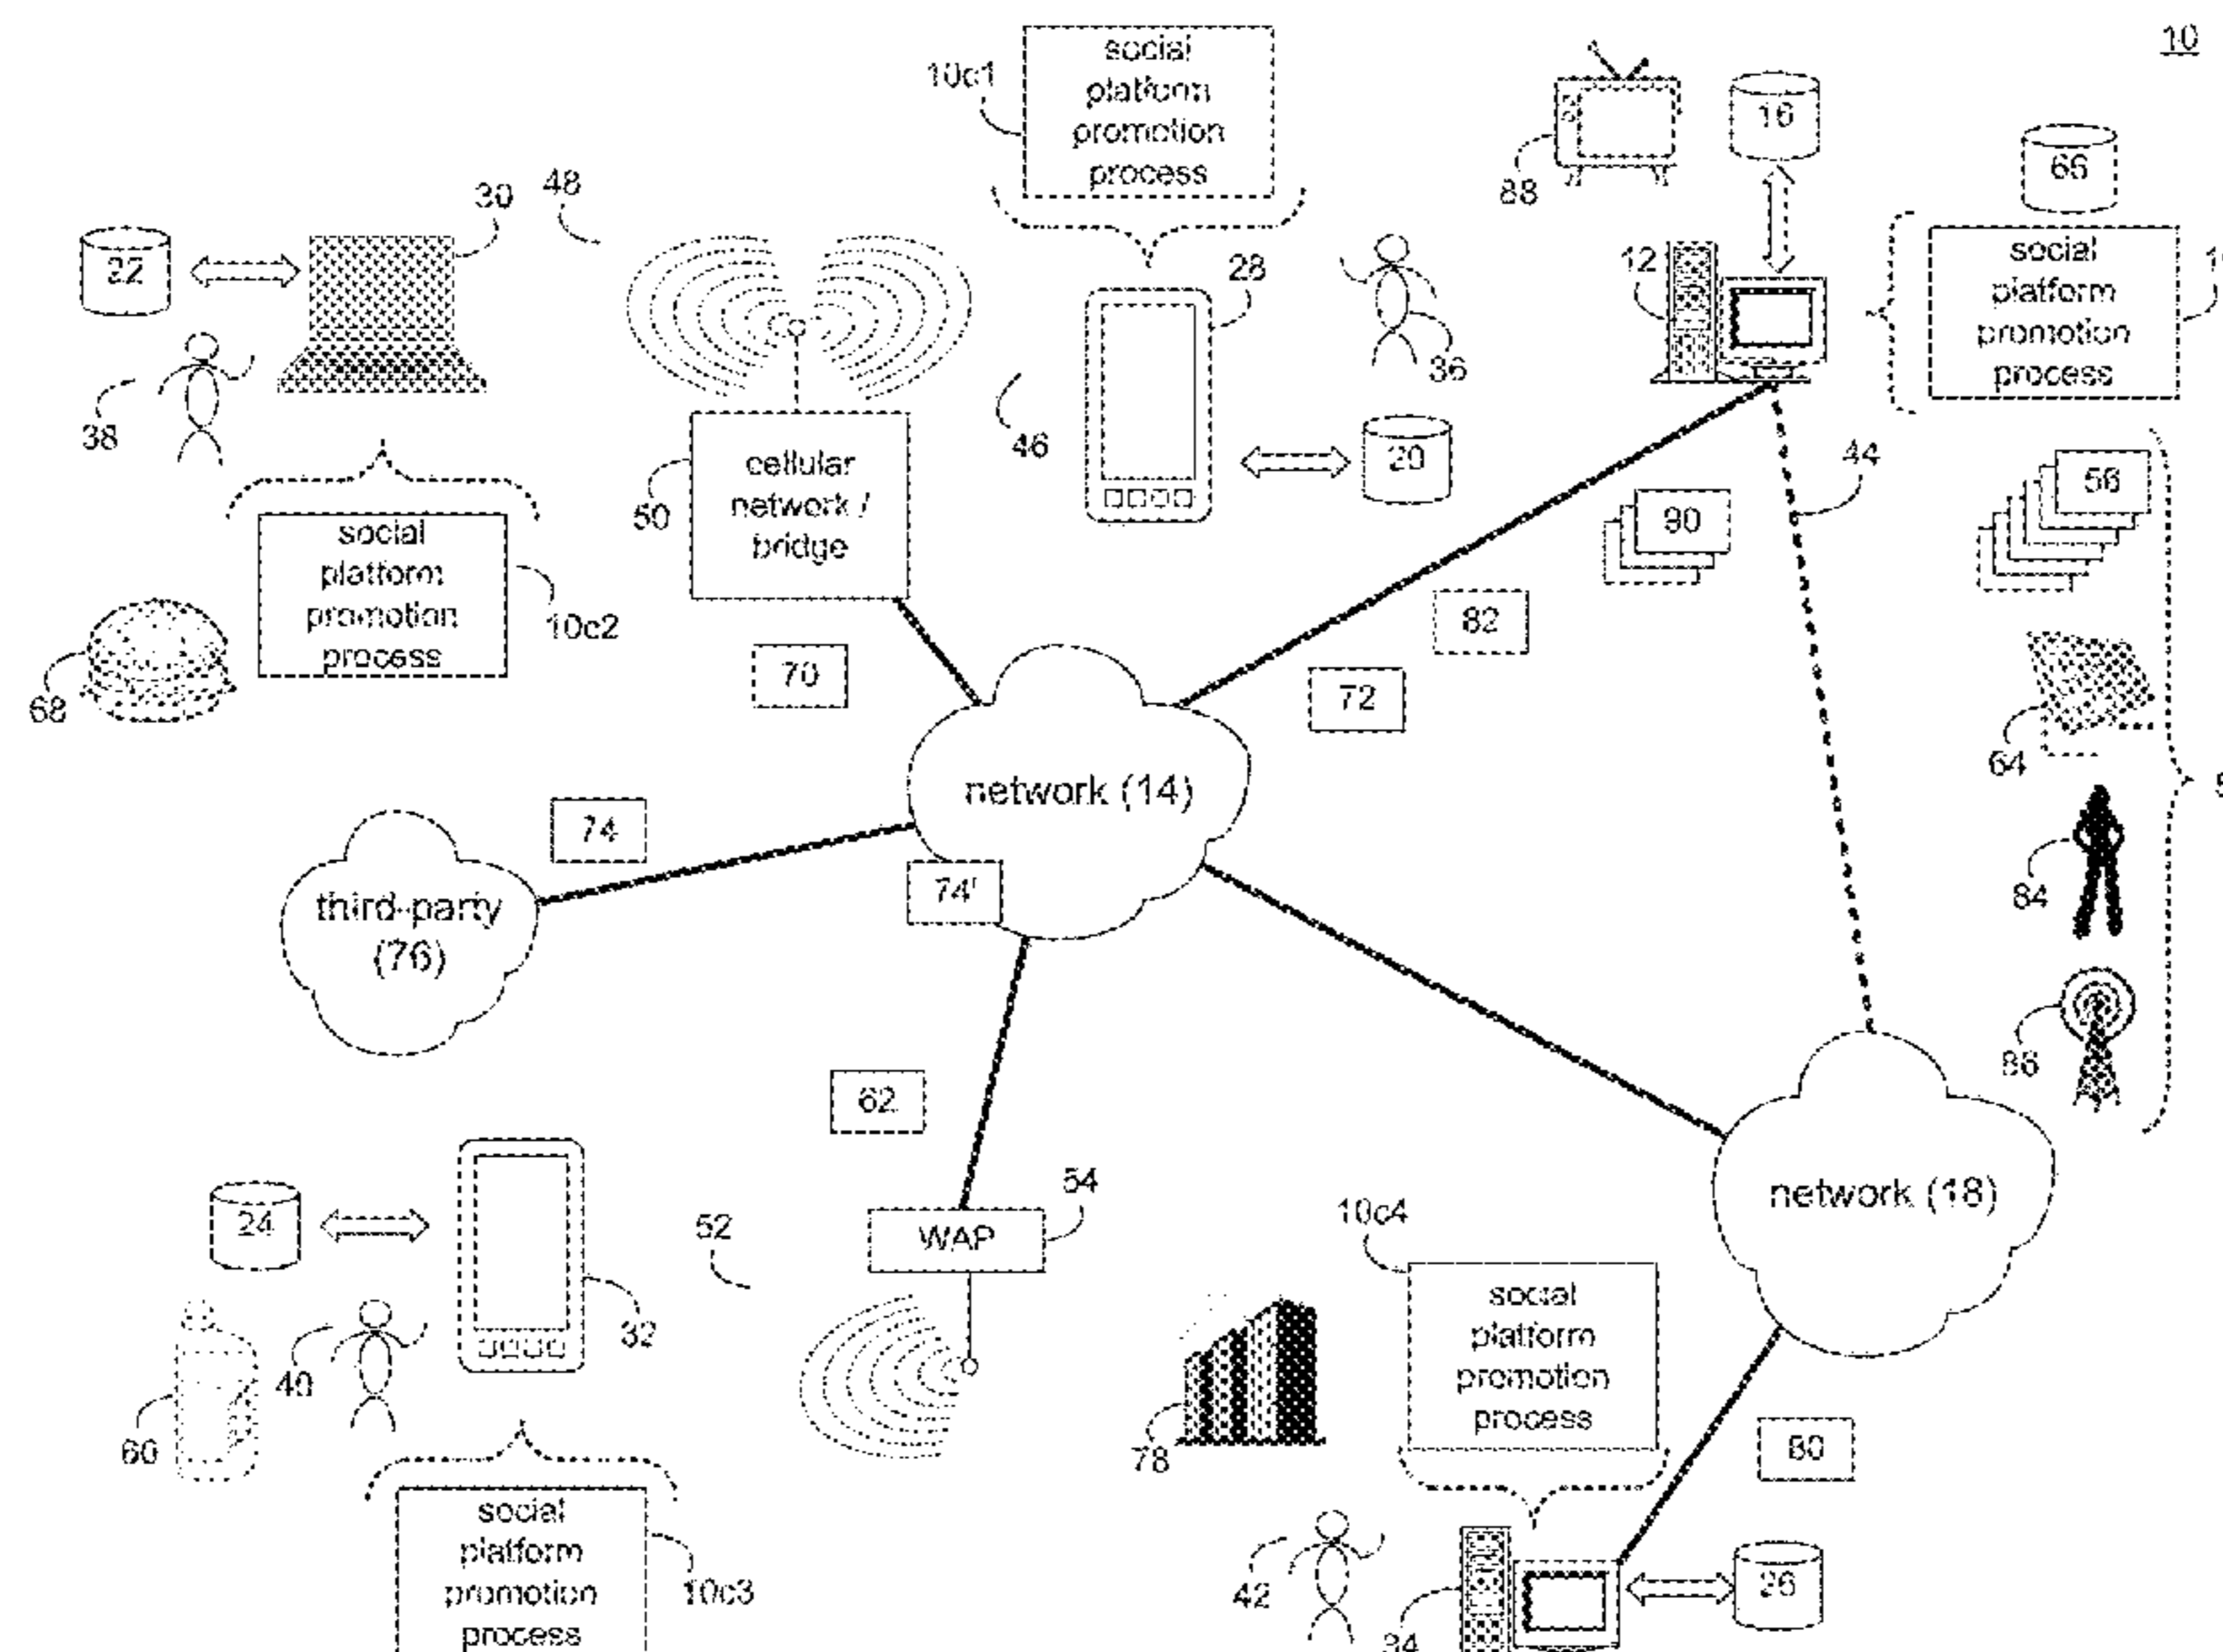 10
social
platform
promotion
process
10c1
88
16
66
30
48
22
28
12
social
platform
promotion
process
38
36
46
44
cellular
network /
bridge
50
20
56
90
social
platform
promotion
process
10c2
68
70
82
72
64
network (14)
74
74'
84
third-party
(76)
86
62
54
WAP
network (18)
24
52
10c4
32
social
platform
promotion
process
40
60
78
80
social
platform
promotion
process
10c3
42
34
26